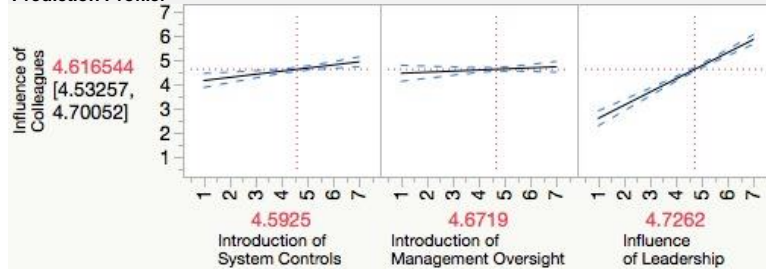 Prediction Profiler
7
6
5
4
3
2
1
Influence of
Colleagues
4.616544
[4.53257,
4.70052]
1 2 3 4 5 6 7
1 2 3 4 5 6 7
1 2 3 4 5 6 7
4.5925
Introduction of
System Controls
4.6719
Introduction of
Management Oversight
4.7262
Influence
of Leadership